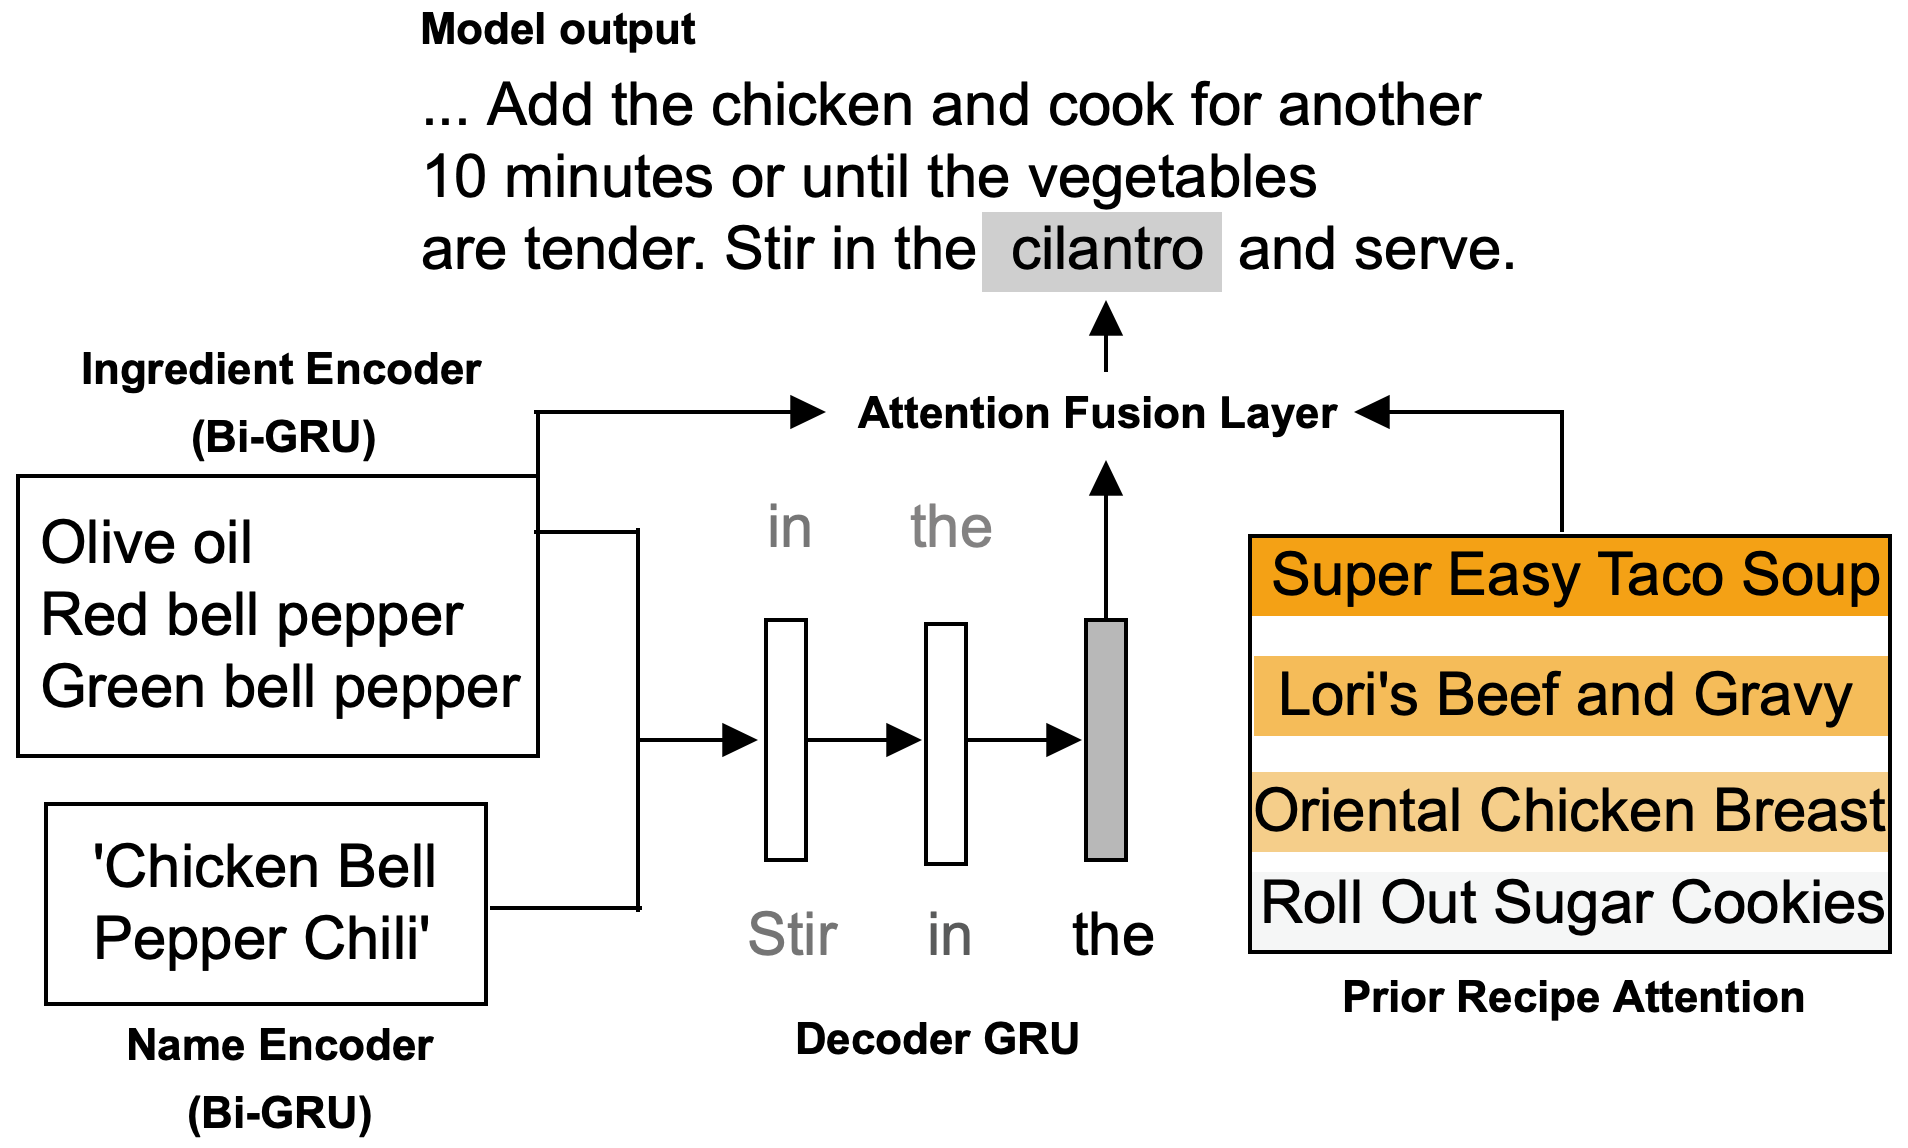 Model output
... Add the chicken and cook for another
10 minutes or until the vegetables
are tender. Stir in the cilantro and serve.
Ingredient Encoder
(Bi-GRU)
Olive oil
Red bell pepper
Green bell pepper
'Chicken Bell
Pepper Chili'
Name Encoder
(Bi-GRU)
Attention Fusion Layer
in the
Stir in the
Decoder GRU
Super Easy Taco Soup
Lori's Beef and Gravy
Oriental Chicken Breast
Roll Out Sugar Cookies
Prior Recipe Attention